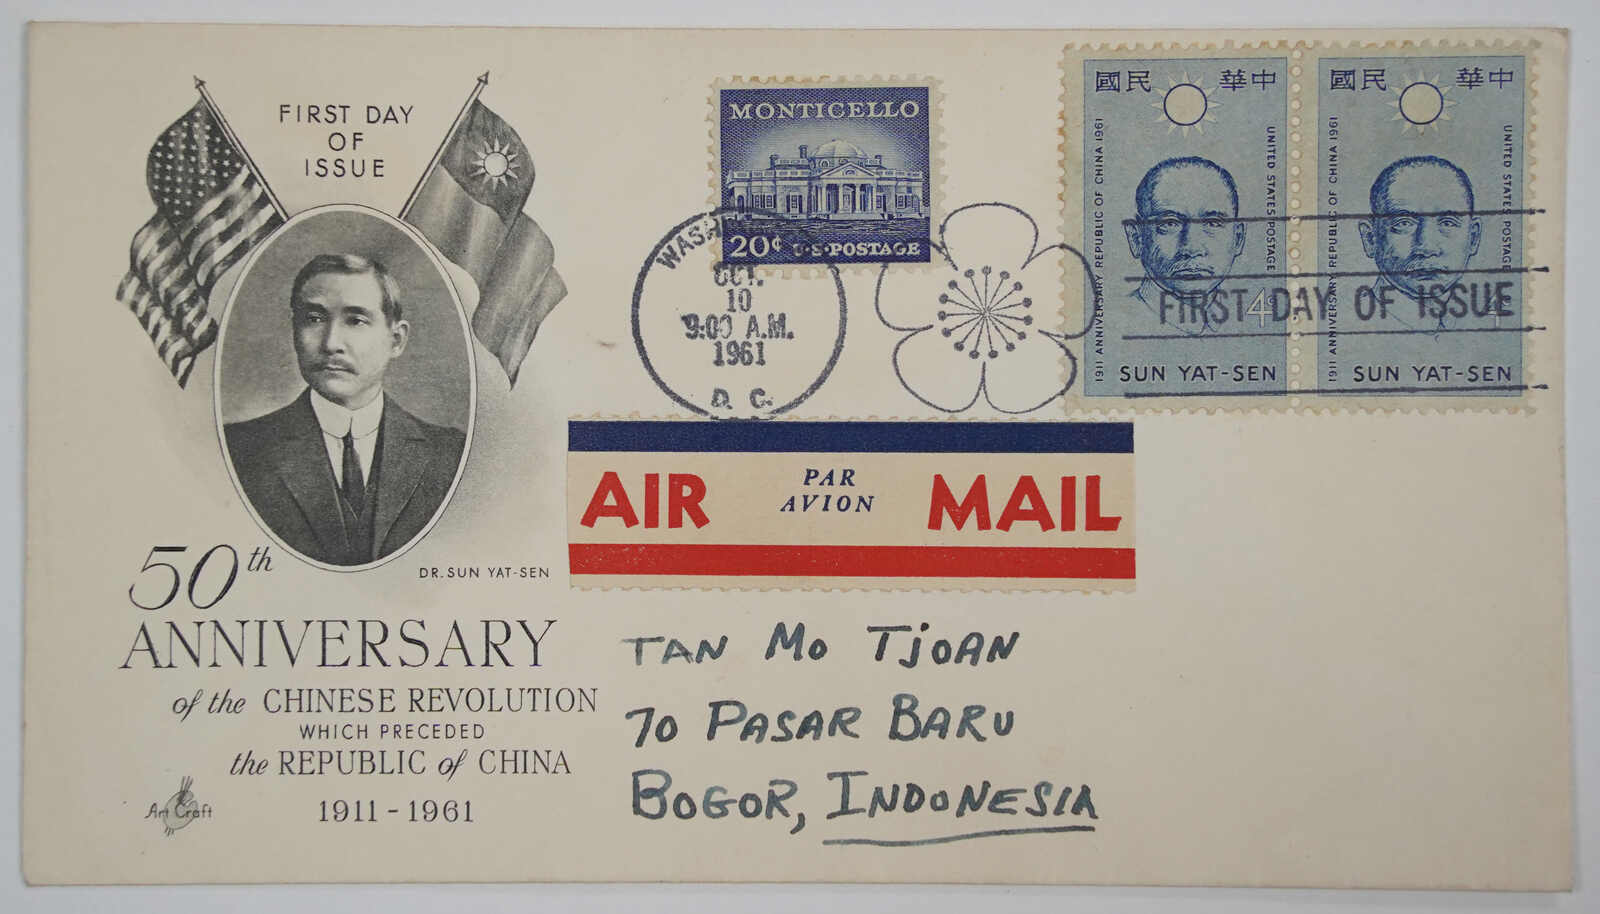 FIRST DAY
OF
ISSUE
DR. SUN YAT-SEN
50th
ANNIVERSARY
of the CHINESE REVOLUTION
WHICH PRECEDED
the REPUBLIC of CHINA
1911 - 1961
Art Craft
MONTICELLO
20¢ U.S. POSTAGE
OCT.
10
9:00 A.M.
1961
D. C.
國民 華中
1911 ANNIVERSARY REPUBLIC OF CHINA 1961
UNITED STATES POSTAGE
4¢
SUN YAT-SEN
國民 華中
1911 ANNIVERSARY REPUBLIC OF CHINA 1961
UNITED STATES POSTAGE
4¢
SUN YAT-SEN
FIRST DAY OF ISSUE
AIR PAR AVION MAIL
TAN MO TJOAN
70 PASAR BARU
BOGOR, INDONESIA